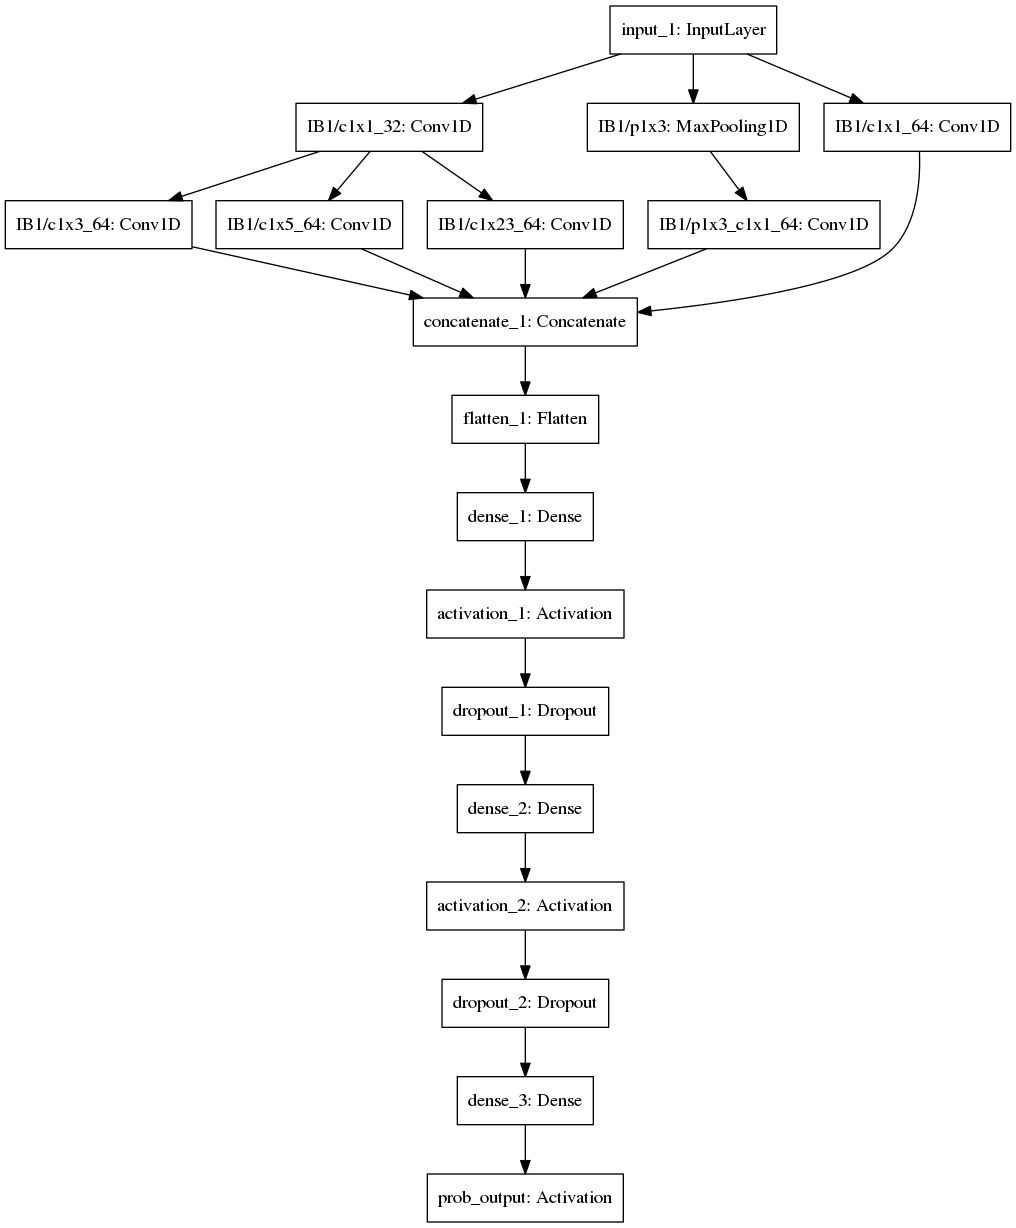 input_1: InputLayer
IB1/c1x1_32: Conv1D
IB1/p1x3: MaxPooling1D
IB1/c1x1_64: Conv1D
IB1/c1x3_64: Conv1D
IB1/c1x5_64: Conv1D
IB1/c1x23_64: Conv1D
IB1/p1x3_c1x1_64: Conv1D
concatenate_1: Concatenate
flatten_1: Flatten
dense_1: Dense
activation_1: Activation
dropout_1: Dropout
dense_2: Dense
activation_2: Activation
dropout_2: Dropout
dense_3: Dense
prob_output: Activation